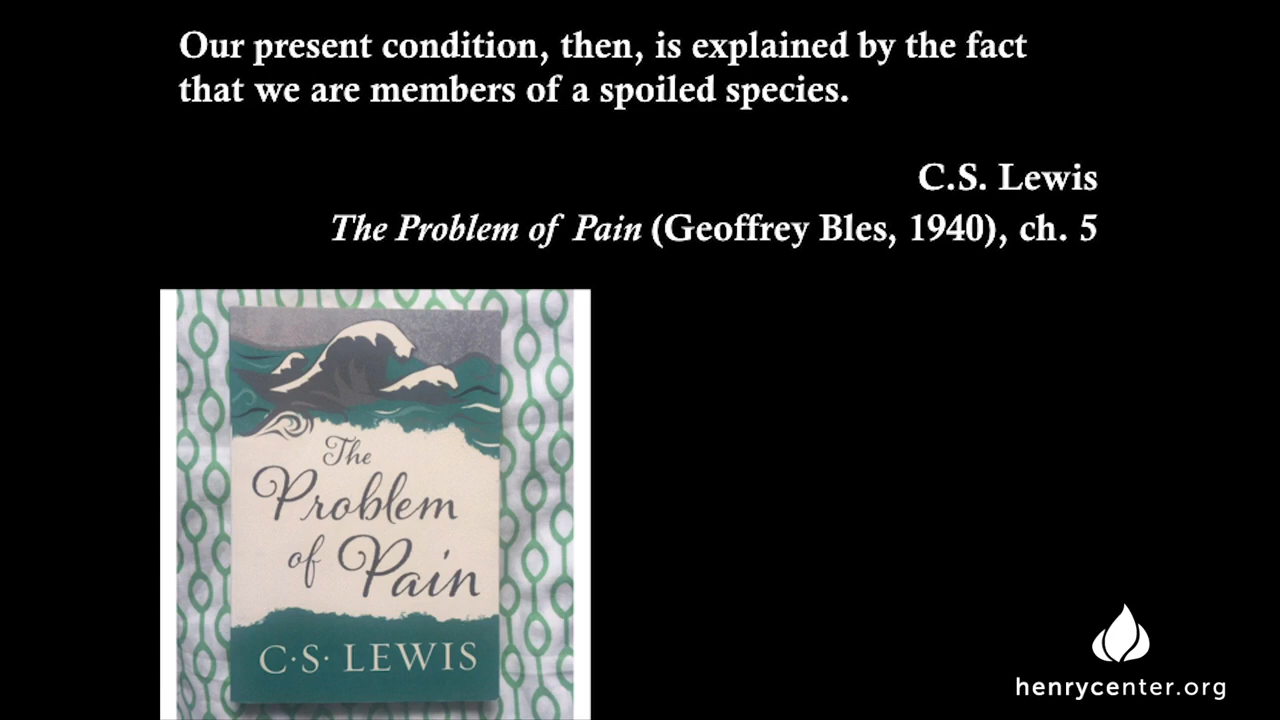 Our present condition, then, is explained by the fact
that we are members of a spoiled species.
C.S. Lewis
The Problem of Pain (Geoffrey Bles, 1940), ch. 5
The
Problem
of Pain
C·S· LEWIS
henrycenter.org